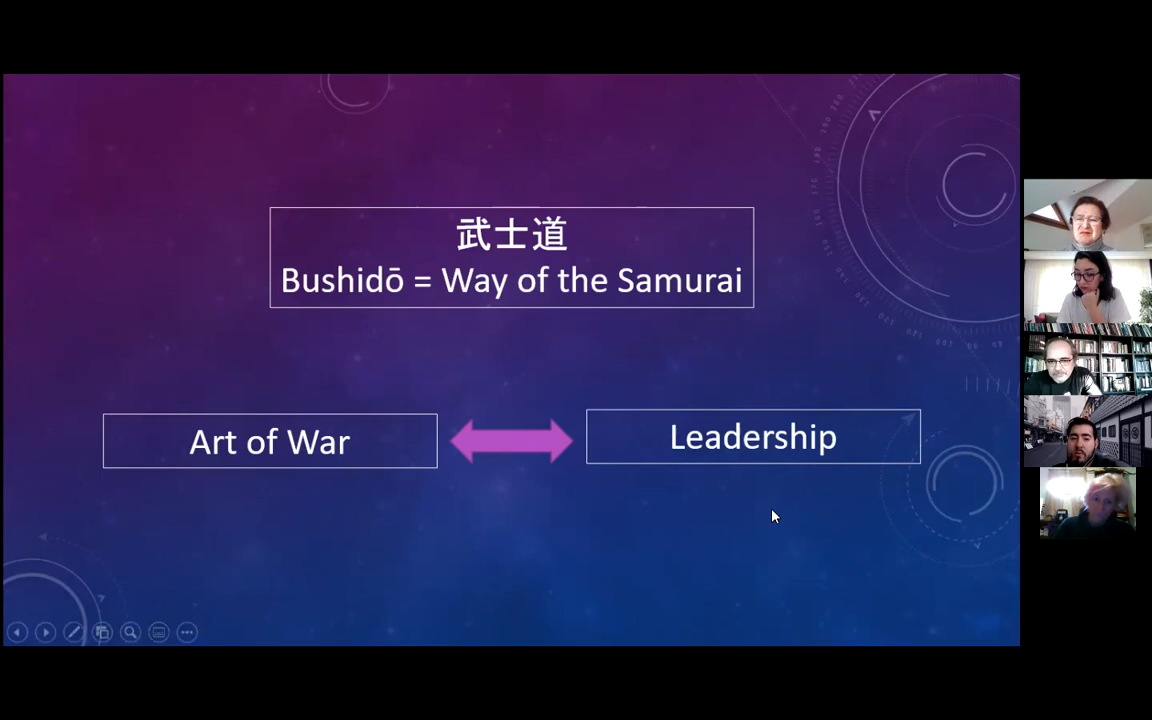 武士道
Bushidō = Way of the Samurai
Art of War
Leadership